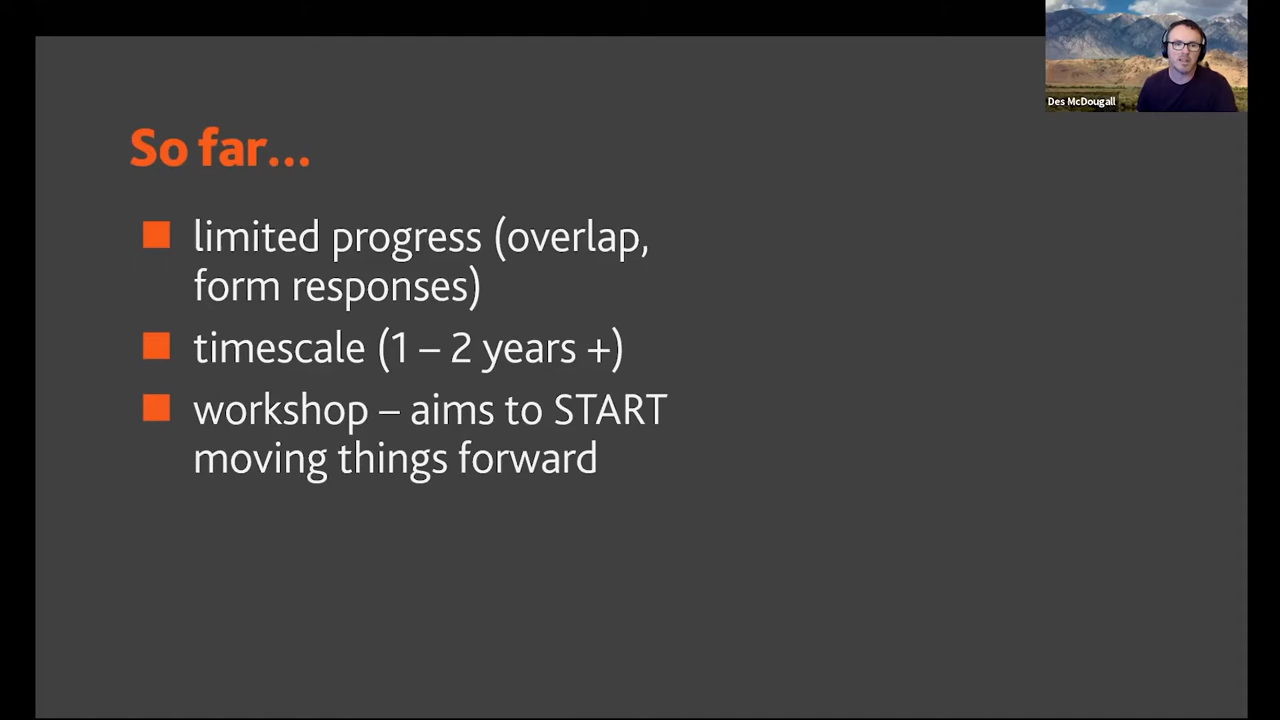 Des McDougall
So far...
limited progress (overlap,
form responses)
timescale (1 – 2 years +)
workshop – aims to START
moving things forward